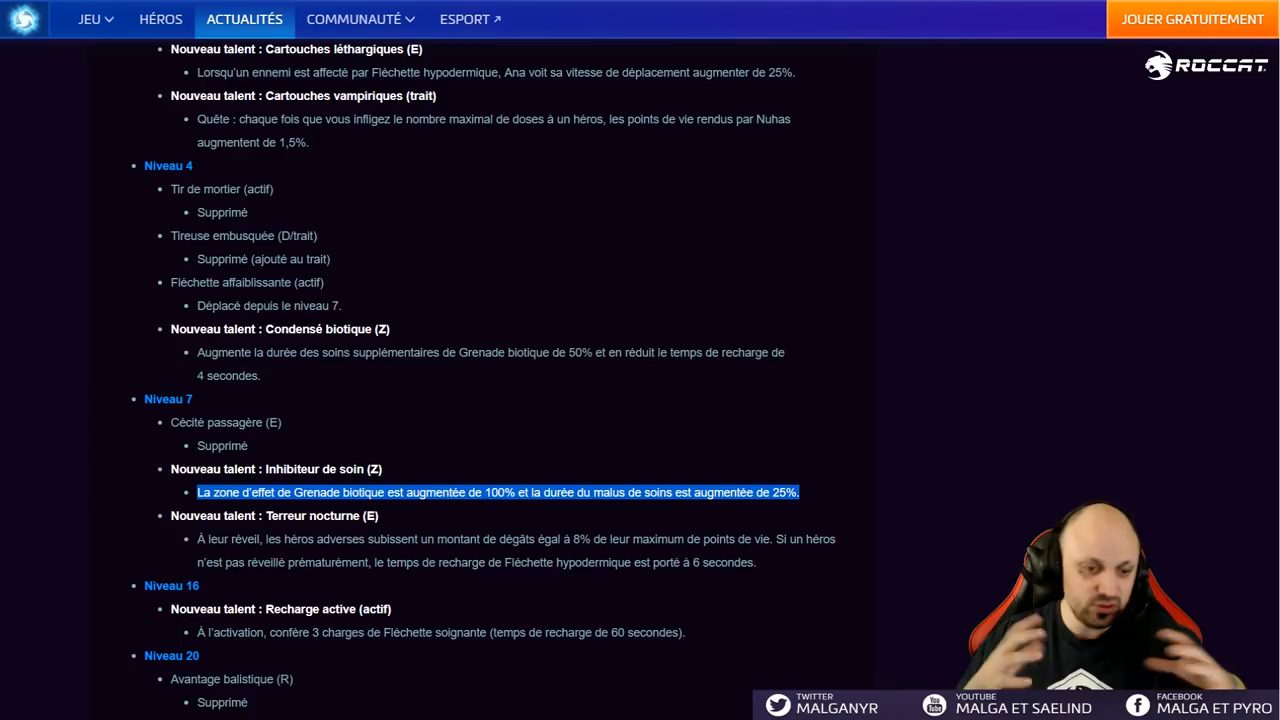 JEU HÉROS ACTUALITÉS COMMUNAUTÉ ESPORT JOUER GRATUITEMENT
ROCCAT
Nouveau talent : Cartouches léthargiques (E)
Lorsqu'un ennemi est affecté par Fléchette hypodermique, Ana voit sa vitesse de déplacement augmenter de 25%.
Nouveau talent : Cartouches vampiriques (trait)
Quête : chaque fois que vous infligez le nombre maximal de doses à un héros, les points de vie rendus par Nuhas
augmentent de 1,5%.
Niveau 4
Tir de mortier (actif)
Supprimé
Tireuse embusquée (D/trait)
Supprimé (ajouté au trait)
Fléchette affaiblissante (actif)
Déplacé depuis le niveau 7.
Nouveau talent : Condensé biotique (Z)
Augmente la durée des soins supplémentaires de Grenade biotique de 50% et en réduit le temps de recharge de
4 secondes.
Niveau 7
Cécité passagère (E)
Supprimé
Nouveau talent : Inhibiteur de soin (Z)
La zone d'effet de Grenade biotique est augmentée de 100% et la durée du malus de soins est augmentée de 25%.
Nouveau talent : Terreur nocturne (E)
À leur réveil, les héros adverses subissent un montant de dégâts égal à 8% de leur maximum de points de vie. Si un héros
n'est pas réveillé prématurément, le temps de recharge de Fléchette hypodermique est porté à 6 secondes.
Niveau 16
Nouveau talent : Recharge active (actif)
À l'activation, confère 3 charges de Fléchette soignante (temps de recharge de 60 secondes).
Niveau 20
Avantage balistique (R)
Supprimé
TWITTER
MALGANYR
YOUTUBE
MALGA ET SAELIND
FACEBOOK
MALGA ET PYRO